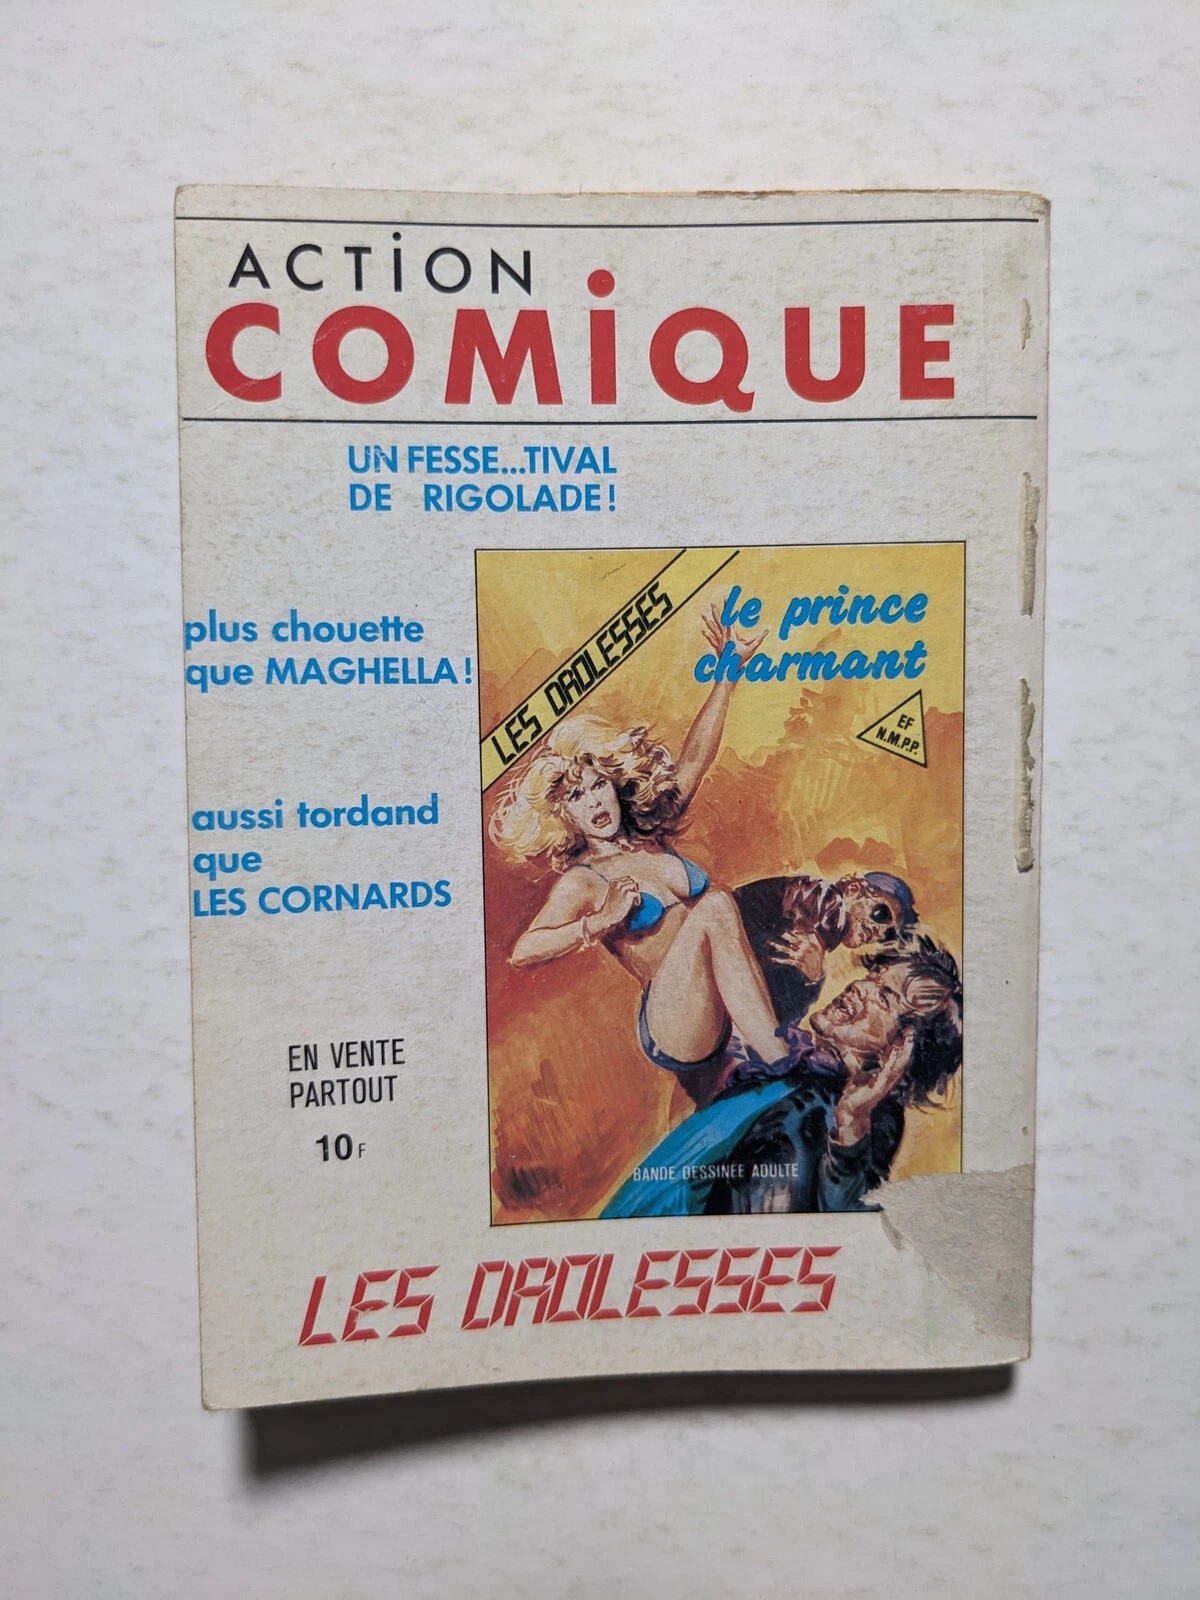 ACTiON
COMiQUE
UN FESSE...TIVAL
DE RIGOLADE!
plus chouette
que MAGHELLA!
aussi tordand
que
LES CORNARDS
EN VENTE
PARTOUT
10F
LES DROLESSES
le prince
charmant
EF
N.M.P.P.
BANDE DESSINÉE ADULTE
LES DROLESSES